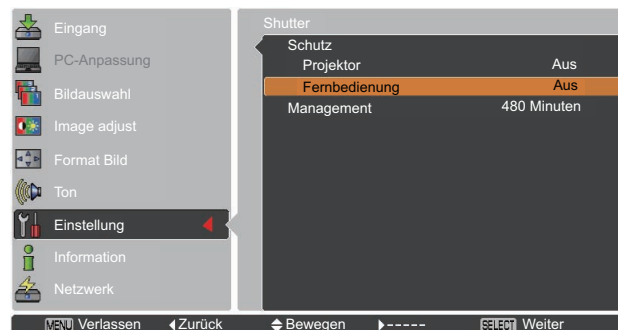 Eingang
PC-Anpassung
Bildauswahl
Image adjust
Format Bild
Ton
Einstellung
Information
Netzwerk
Shutter
Schutz
Projektor Aus
Fernbedienung Aus
Management 480 Minuten
MENU Verlassen Zurück Bewegen ----- SELECT Weiter